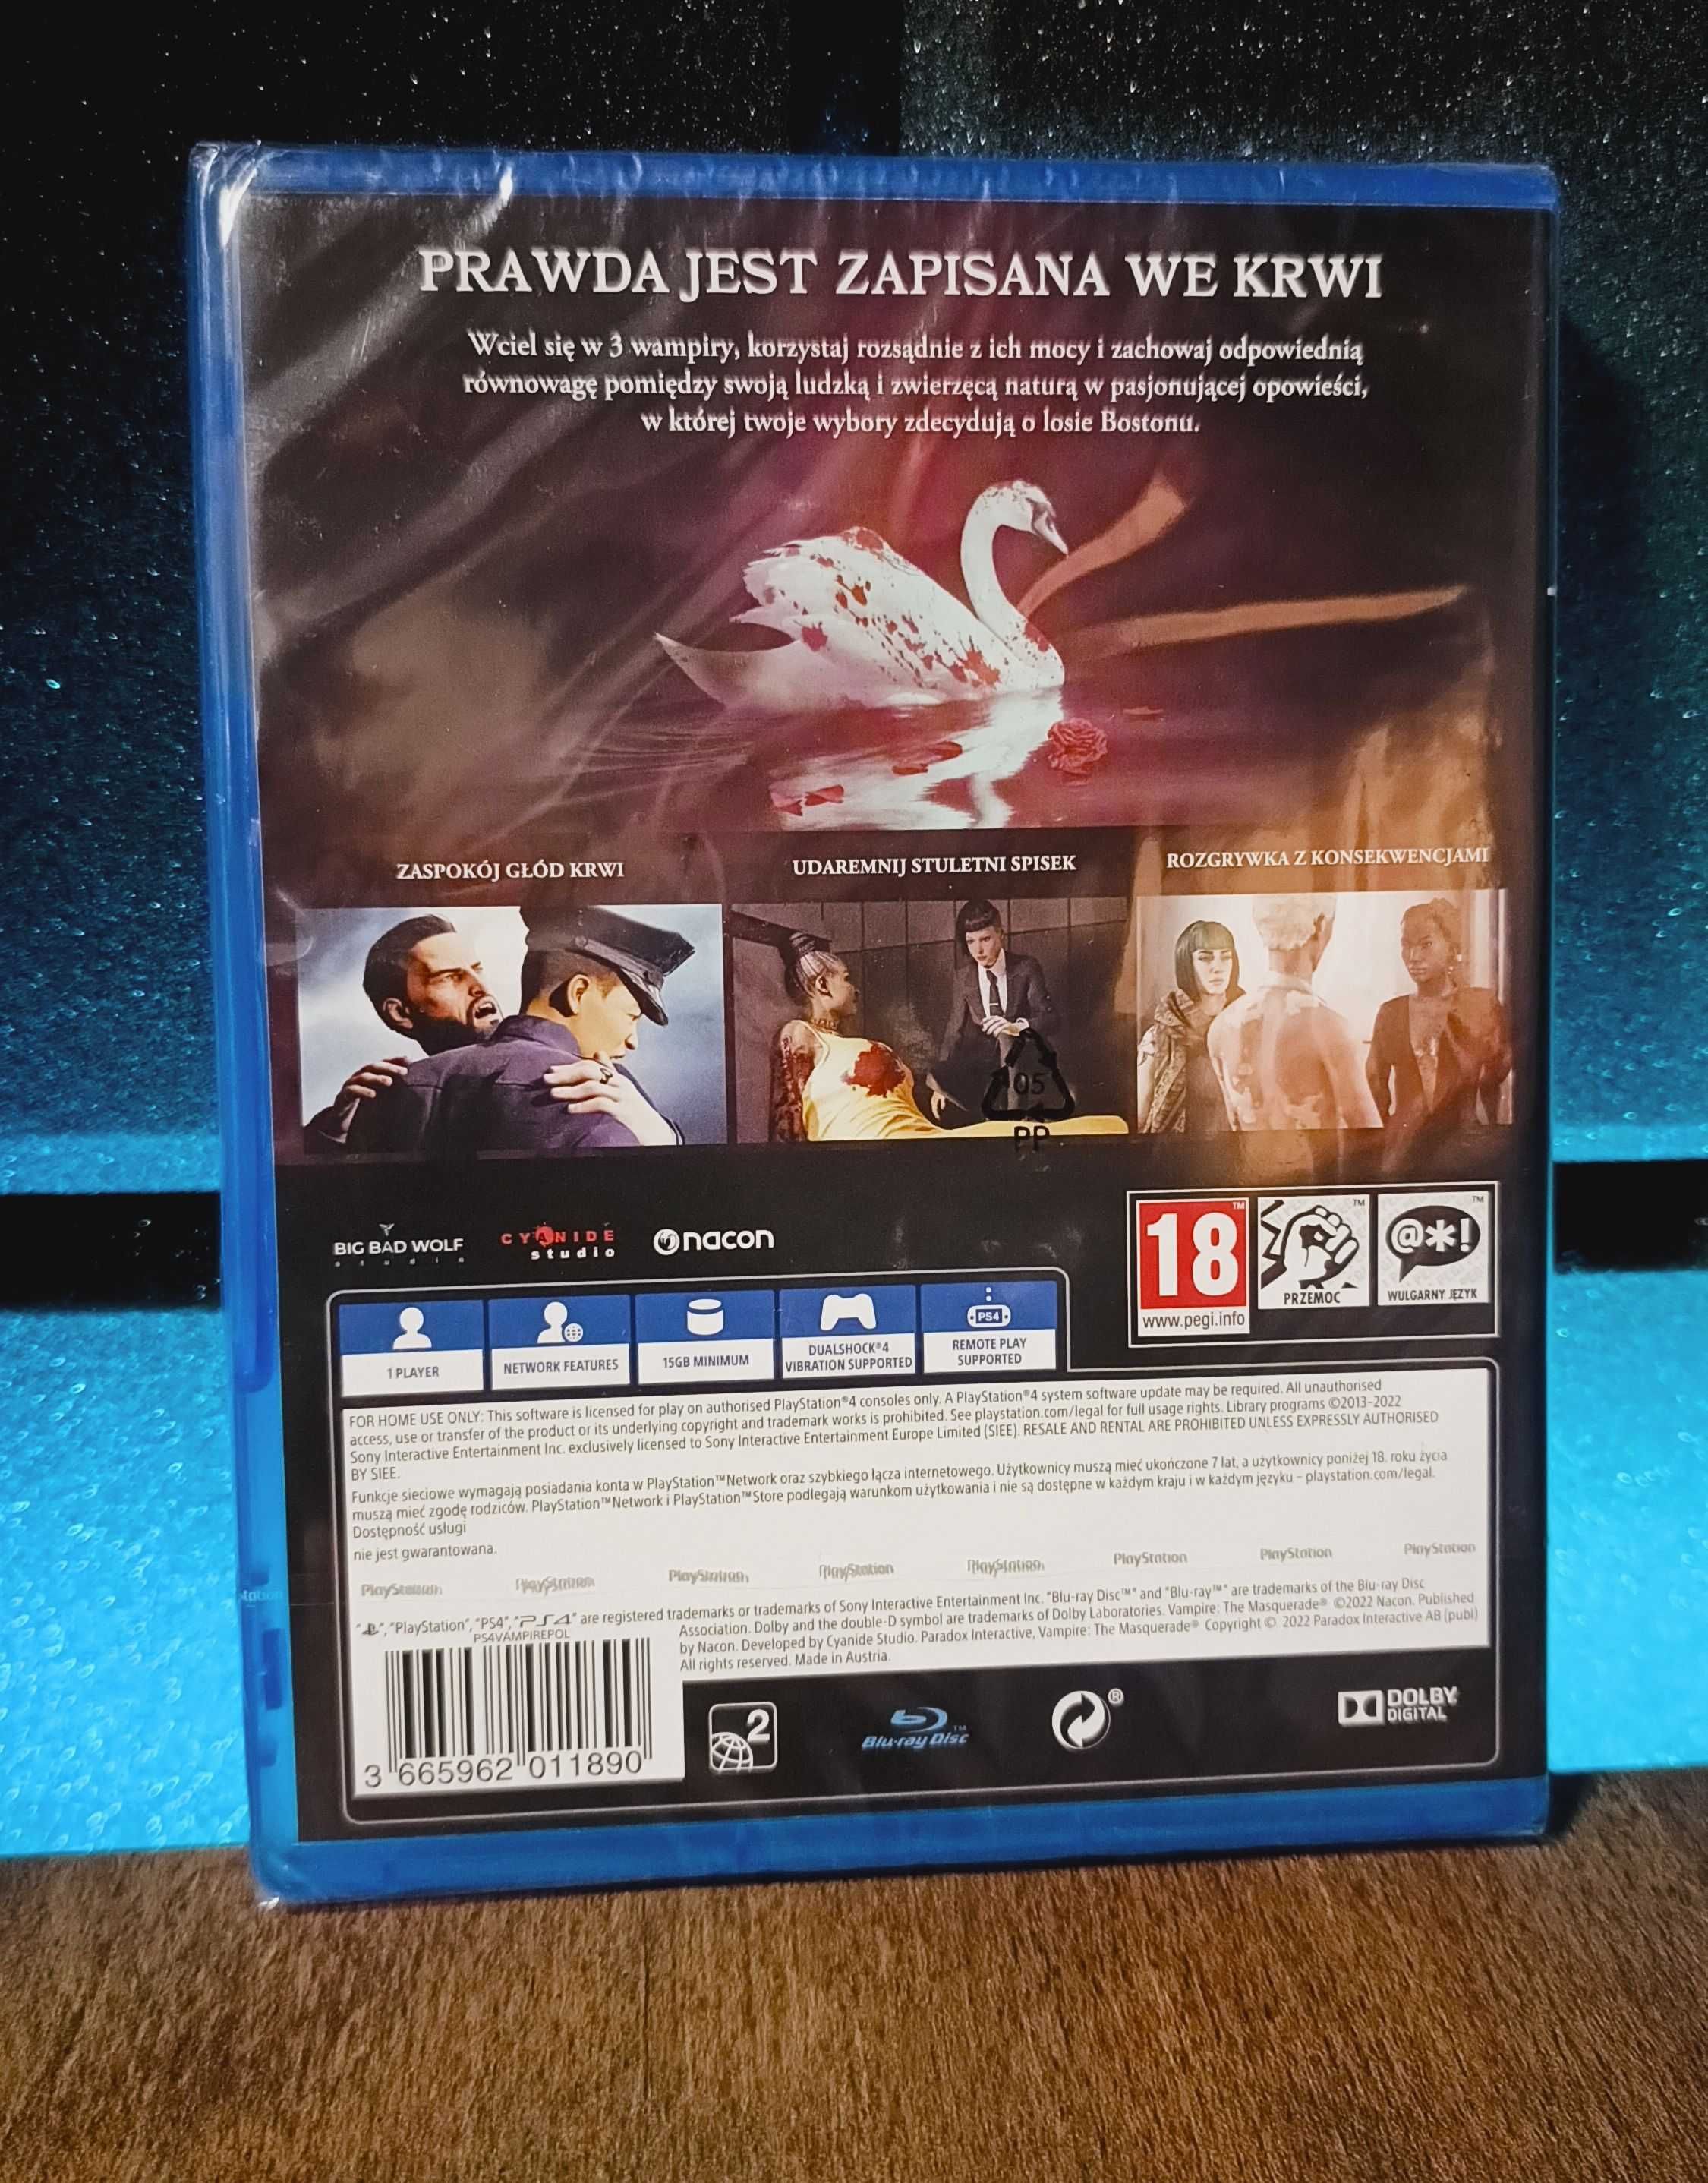 PRAWDA JEST ZAPISANA WE KRWI
Wciel się w 3 wampiry, korzystaj rozsądnie z ich mocy i zachowaj odpowiednią
równowagę pomiędzy swoją ludzką i zwierzęcą naturą w pasjonującej opowieści,
w której twoje wybory zdecydują o losie Bostonu.
ZASPOKÓJ GŁÓD KRWI
UDAREMNIJ STULETNI SPISEK
ROZGRYWKA Z KONSEKWENCJAMI
05
PP
BIG BAD WOLF
studio
CYANIDE
studio
nacon
18™
www.pegi.info
™
PRZEMOC
™
@*!
WULGARNY JĘZYK
1 PLAYER
NETWORK FEATURES
15GB MINIMUM
DUALSHOCK®4
VIBRATION SUPPORTED
PS4
REMOTE PLAY
SUPPORTED
FOR HOME USE ONLY: This software is licensed for play on authorised PlayStation®4 consoles only. A PlayStation®4 system software update may be required. All unauthorised
access, use or transfer of the product or its underlying copyright and trademark works is prohibited. See playstation.com/legal for full usage rights. Library programs ©2013-2022
Sony Interactive Entertainment Inc. exclusively licensed to Sony Interactive Entertainment Europe Limited (SIEE). RESALE AND RENTAL ARE PROHIBITED UNLESS EXPRESSLY AUTHORISED
BY SIEE.
Funkcje sieciowe wymagają posiadania konta w PlayStation™Network oraz szybkiego łącza internetowego. Użytkownicy muszą mieć ukończone 7 lat, a użytkownicy poniżej 18. roku życia
muszą mieć zgodę rodziców. PlayStation™Network i PlayStation™Store podlegają warunkom użytkowania i nie są dostępne w każdym kraju i w każdym języku – playstation.com/legal.
Dostępność usługi
nie jest gwarantowana.
PlayStation PlayStation PlayStation PlayStation PlayStation PlayStation PlayStation PlayStation
"PlayStation", "PS4", "PS4" are registered trademarks or trademarks of Sony Interactive Entertainment Inc. "Blu-ray Disc™" and "Blu-ray™" are trademarks of the Blu-ray Disc
Association. Dolby and the double-D symbol are trademarks of Dolby Laboratories. Vampire: The Masquerade® ©2022 Nacon. Published
by Nacon. Developed by Cyanide Studio. Paradox Interactive, Vampire: The Masquerade® Copyright © 2022 Paradox Interactive AB (publ)
All rights reserved. Made in Austria.
PS4VAMPIREPOL
3 665962 011890
2
Blu-ray Disc™
®
DOLBY
DIGITAL